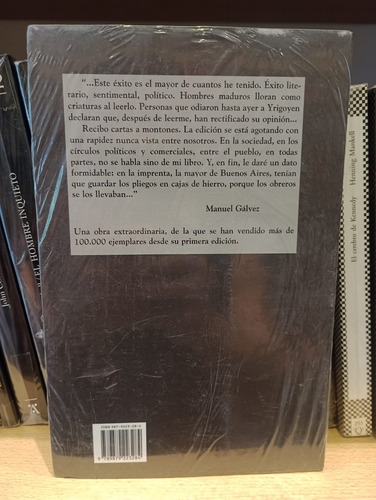 "...Este éxito es el mayor de cuantos he tenido. Éxito lite-
rario, sentimental, político. Hombres maduros lloran como
criaturas al leerlo. Personas que odiaron hasta ayer a Yrigoyen
declaran que, después de leerme, han rectificado su opinión...
Recibo cartas a montones. La edición se está agotando con
una rapidez nunca vista entre nosotros. En la sociedad, en los
círculos políticos y comerciales, entre el pueblo, en todas
partes, no se habla sino de mi libro. Y, en fin, le daré un dato
formidable: en la imprenta, la mayor de Buenos Aires, tenían
que guardar los pliegos en cajas de hierro, porque los obreros
se los llevaban..."
Manuel Gálvez
Una obra extraordinaria, de la que se han vendido más de
100.000 ejemplares desde su primera edición.
EL HOMBRE INQUIETO
John
El cerebro de Kennedy
Henning Mankell